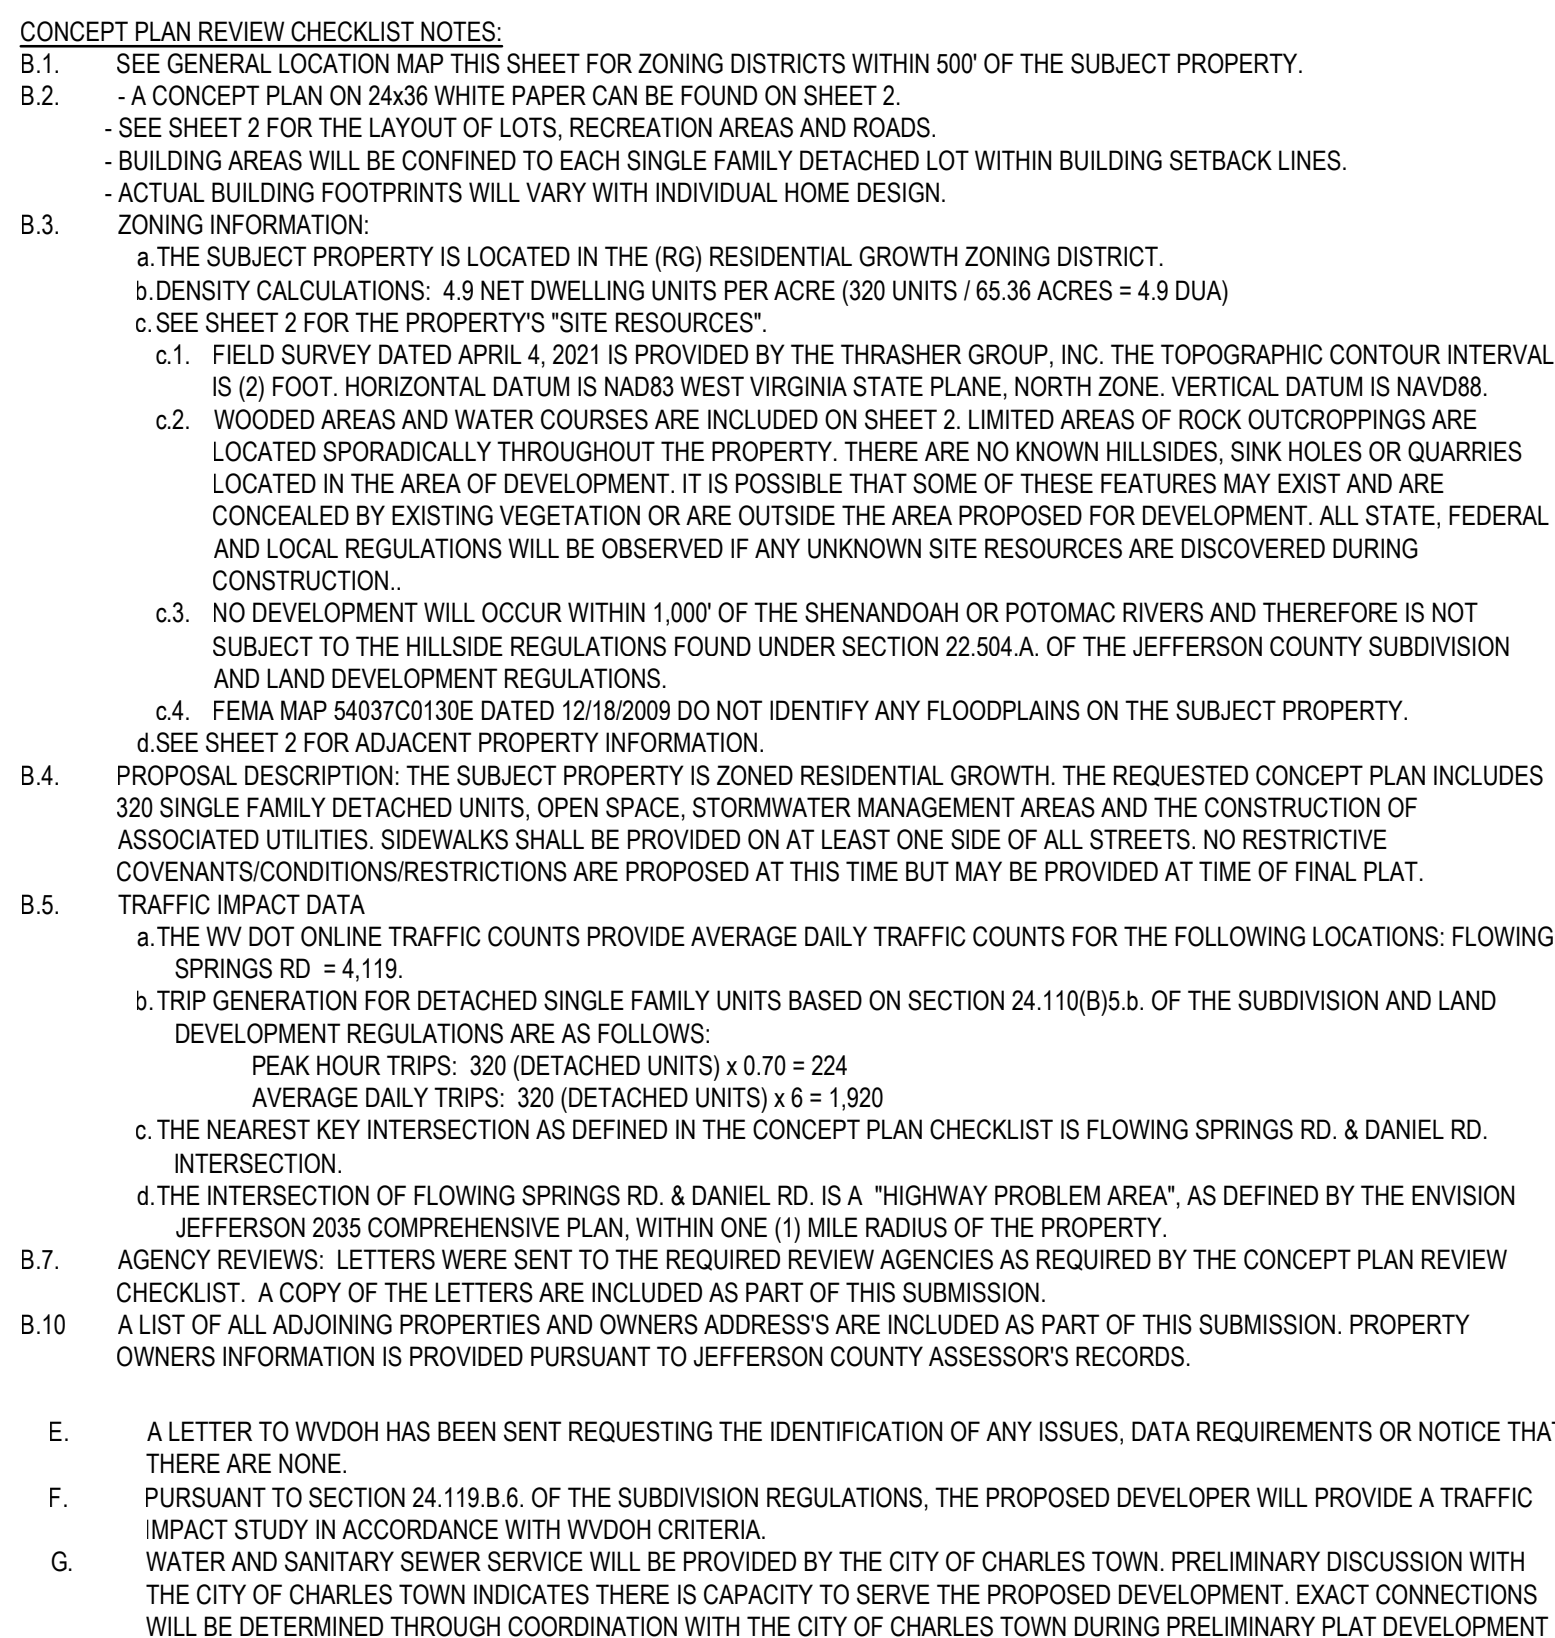 CONCEPT PLAN REVIEW CHECKLIST NOTES:
B.1. SEE GENERAL LOCATION MAP THIS SHEET FOR ZONING DISTRICTS WITHIN 500' OF THE SUBJECT PROPERTY.
B.2. - A CONCEPT PLAN ON 24x36 WHITE PAPER CAN BE FOUND ON SHEET 2.
- SEE SHEET 2 FOR THE LAYOUT OF LOTS, RECREATION AREAS AND ROADS.
- BUILDING AREAS WILL BE CONFINED TO EACH SINGLE FAMILY DETACHED LOT WITHIN BUILDING SETBACK LINES.
- ACTUAL BUILDING FOOTPRINTS WILL VARY WITH INDIVIDUAL HOME DESIGN.
B.3. ZONING INFORMATION:
a. THE SUBJECT PROPERTY IS LOCATED IN THE (RG) RESIDENTIAL GROWTH ZONING DISTRICT.
b. DENSITY CALCULATIONS: 4.9 NET DWELLING UNITS PER ACRE (320 UNITS / 65.36 ACRES = 4.9 DUA)
c. SEE SHEET 2 FOR THE PROPERTY'S "SITE RESOURCES".
c.1. FIELD SURVEY DATED APRIL 4, 2021 IS PROVIDED BY THE THRASHER GROUP, INC. THE TOPOGRAPHIC CONTOUR INTERVAL
IS (2) FOOT. HORIZONTAL DATUM IS NAD83 WEST VIRGINIA STATE PLANE, NORTH ZONE. VERTICAL DATUM IS NAVD88.
c.2. WOODED AREAS AND WATER COURSES ARE INCLUDED ON SHEET 2. LIMITED AREAS OF ROCK OUTCROPPINGS ARE
LOCATED SPORADICALLY THROUGHOUT THE PROPERTY. THERE ARE NO KNOWN HILLSIDES, SINK HOLES OR QUARRIES
LOCATED IN THE AREA OF DEVELOPMENT. IT IS POSSIBLE THAT SOME OF THESE FEATURES MAY EXIST AND ARE
CONCEALED BY EXISTING VEGETATION OR ARE OUTSIDE THE AREA PROPOSED FOR DEVELOPMENT. ALL STATE, FEDERAL
AND LOCAL REGULATIONS WILL BE OBSERVED IF ANY UNKNOWN SITE RESOURCES ARE DISCOVERED DURING
CONSTRUCTION..
c.3. NO DEVELOPMENT WILL OCCUR WITHIN 1,000' OF THE SHENANDOAH OR POTOMAC RIVERS AND THEREFORE IS NOT
SUBJECT TO THE HILLSIDE REGULATIONS FOUND UNDER SECTION 22.504.A. OF THE JEFFERSON COUNTY SUBDIVISION
AND LAND DEVELOPMENT REGULATIONS.
c.4. FEMA MAP 54037C0130E DATED 12/18/2009 DO NOT IDENTIFY ANY FLOODPLAINS ON THE SUBJECT PROPERTY.
d. SEE SHEET 2 FOR ADJACENT PROPERTY INFORMATION.
B.4. PROPOSAL DESCRIPTION: THE SUBJECT PROPERTY IS ZONED RESIDENTIAL GROWTH. THE REQUESTED CONCEPT PLAN INCLUDES
320 SINGLE FAMILY DETACHED UNITS, OPEN SPACE, STORMWATER MANAGEMENT AREAS AND THE CONSTRUCTION OF
ASSOCIATED UTILITIES. SIDEWALKS SHALL BE PROVIDED ON AT LEAST ONE SIDE OF ALL STREETS. NO RESTRICTIVE
COVENANTS/CONDITIONS/RESTRICTIONS ARE PROPOSED AT THIS TIME BUT MAY BE PROVIDED AT TIME OF FINAL PLAT.
B.5. TRAFFIC IMPACT DATA
a. THE WV DOT ONLINE TRAFFIC COUNTS PROVIDE AVERAGE DAILY TRAFFIC COUNTS FOR THE FOLLOWING LOCATIONS: FLOWING
SPRINGS RD = 4,119.
b. TRIP GENERATION FOR DETACHED SINGLE FAMILY UNITS BASED ON SECTION 24.110(B)5.b. OF THE SUBDIVISION AND LAND
DEVELOPMENT REGULATIONS ARE AS FOLLOWS:
PEAK HOUR TRIPS: 320 (DETACHED UNITS) x 0.70 = 224
AVERAGE DAILY TRIPS: 320 (DETACHED UNITS) x 6 = 1,920
c. THE NEAREST KEY INTERSECTION AS DEFINED IN THE CONCEPT PLAN CHECKLIST IS FLOWING SPRINGS RD. & DANIEL RD.
INTERSECTION.
d. THE INTERSECTION OF FLOWING SPRINGS RD. & DANIEL RD. IS A "HIGHWAY PROBLEM AREA", AS DEFINED BY THE ENVISION
JEFFERSON 2035 COMPREHENSIVE PLAN, WITHIN ONE (1) MILE RADIUS OF THE PROPERTY.
B.7. AGENCY REVIEWS: LETTERS WERE SENT TO THE REQUIRED REVIEW AGENCIES AS REQUIRED BY THE CONCEPT PLAN REVIEW
CHECKLIST. A COPY OF THE LETTERS ARE INCLUDED AS PART OF THIS SUBMISSION.
B.10 A LIST OF ALL ADJOINING PROPERTIES AND OWNERS ADDRESS'S ARE INCLUDED AS PART OF THIS SUBMISSION. PROPERTY
OWNERS INFORMATION IS PROVIDED PURSUANT TO JEFFERSON COUNTY ASSESSOR'S RECORDS.
E. A LETTER TO WVDOH HAS BEEN SENT REQUESTING THE IDENTIFICATION OF ANY ISSUES, DATA REQUIREMENTS OR NOTICE THAT
THERE ARE NONE.
F. PURSUANT TO SECTION 24.119.B.6. OF THE SUBDIVISION REGULATIONS, THE PROPOSED DEVELOPER WILL PROVIDE A TRAFFIC
IMPACT STUDY IN ACCORDANCE WITH WVDOH CRITERIA.
G. WATER AND SANITARY SEWER SERVICE WILL BE PROVIDED BY THE CITY OF CHARLES TOWN. PRELIMINARY DISCUSSION WITH
THE CITY OF CHARLES TOWN INDICATES THERE IS CAPACITY TO SERVE THE PROPOSED DEVELOPMENT. EXACT CONNECTIONS
WILL BE DETERMINED THROUGH COORDINATION WITH THE CITY OF CHARLES TOWN DURING PRELIMINARY PLAT DEVELOPMENT